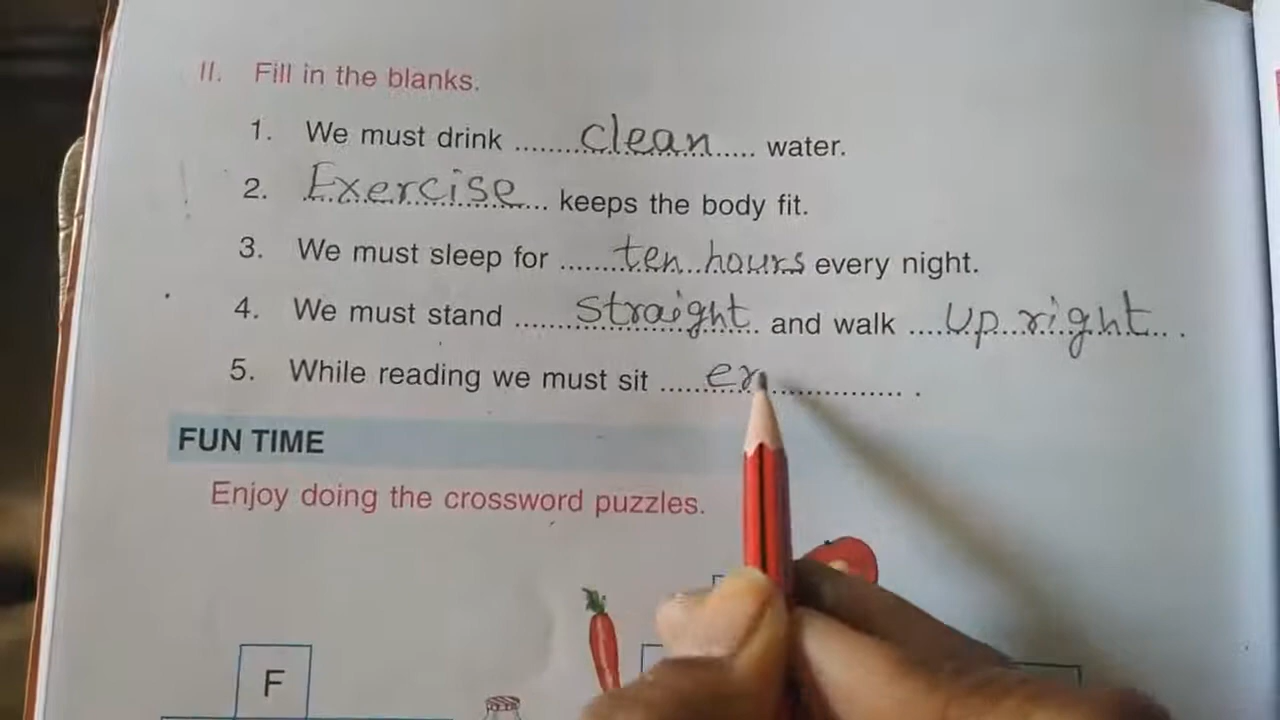 II. Fill in the blanks.
1. We must drink ........clean..... water.
2. Exercise... keeps the body fit.
3. We must sleep for .......ten hours every night.
4. We must stand ........straight. and walk ....up right...
5. While reading we must sit .....er............... .
FUN TIME
Enjoy doing the crossword puzzles.
F